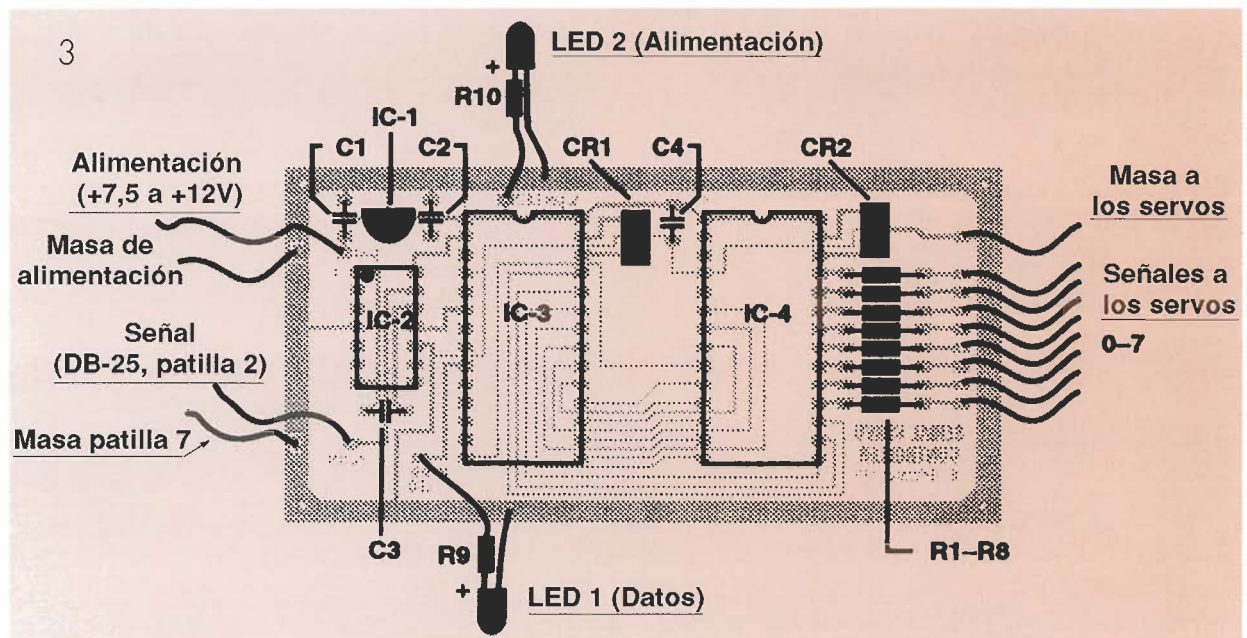 3
LED 2 (Alimentación)
+
R10
IC-1
C1
C2
CR1
C4
CR2
Alimentación
(+7,5 a +12V)
Masa de
alimentación
Masa a
los servos
Señales a
los servos
0–7
IC-2
IC-3
IC-4
Señal
(DB-25, patilla 2)
Masa patilla 7
C3
R9
+
LED 1 (Datos)
R1–R8